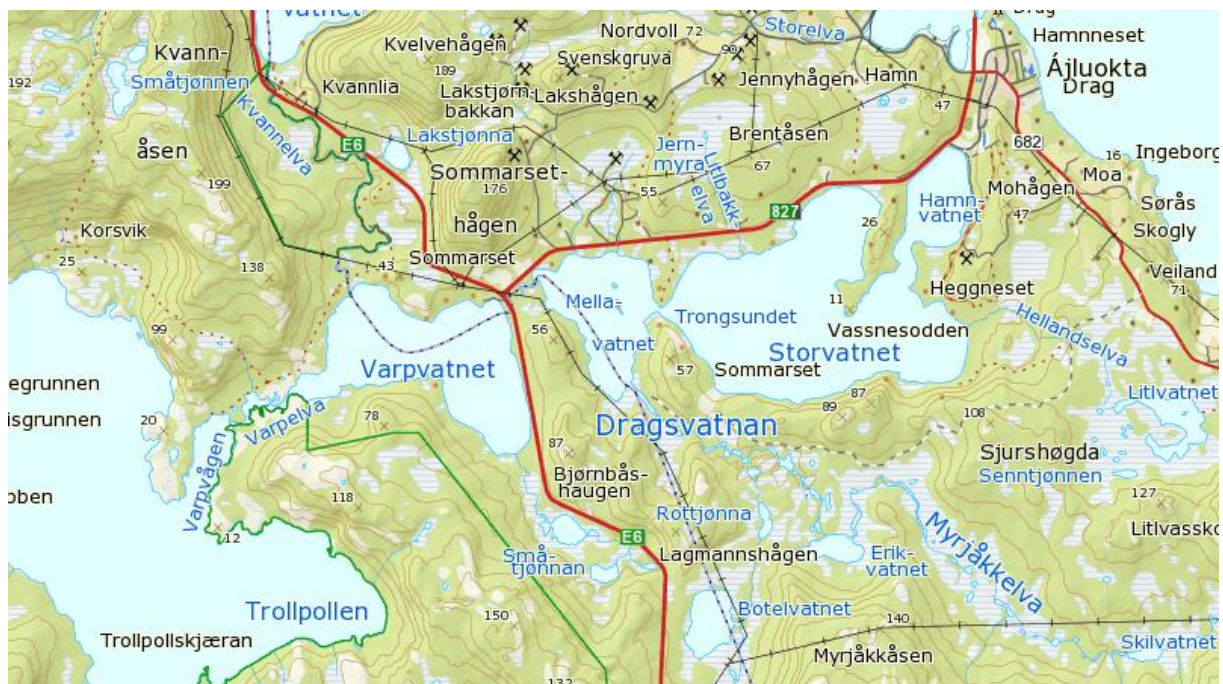 vatnet
Drag
Nordvoll
72
Storelva
Hamnneset
Kvann-
Kvelvehågen
Svenskgruva
90
192
Småtjønnen
189
Jennyhågen
Hamn
Ájluokta
Drag
Kvannlia
Lakstjørn-
bakkan
Lakshågen
47
Kvannelva
Lakstjønna
Brentåsen
E6
Jern-
myra
Litlbakk-
elva
682
åsen
67
16
Ingeborg
Sommarset-
hågen
199
176
55
Mohågen
Moa
827
Hamn-
vatnet
47
Sørås
Korsvik
26
Skogly
25
138
43
Sommarset
Veiland
71
Heggneset
Mella-
vatnet
11
Hellandselva
99
56
Trongsundet
Vassnesodden
Varpvatnet
Storvatnet
57
Sommarset
egrunnen
87
89
Litlvatnet
20
isgrunnen
78
108
Varpelva
Dragsvatnan
Varpvågen
87
Sjurshøgda
Bjørnbås-
haugen
Senntjønnen
bben
118
127
Rottjønna
Myrjåkkelva
Litlvassko
12
E6
Små-
tjønnan
Lagmannshågen
Erik-
vatnet
Trollpollen
150
Botelvatnet
140
Trollpollskjæran
Myrjåkkåsen
Skilvatnet
132